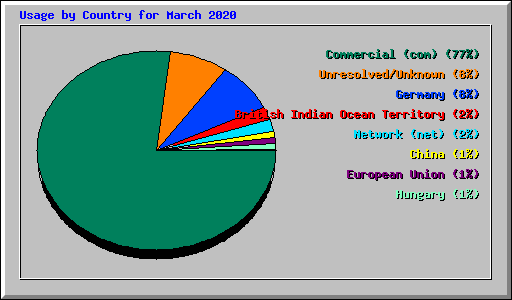 Usage by Country for March 2020
Commercial (com) (77%)
Unresolved/Unknown (8%)
Germany (8%)
British Indian Ocean Territory (2%)
Network (net) (2%)
China (1%)
European Union (1%)
Hungary (1%)